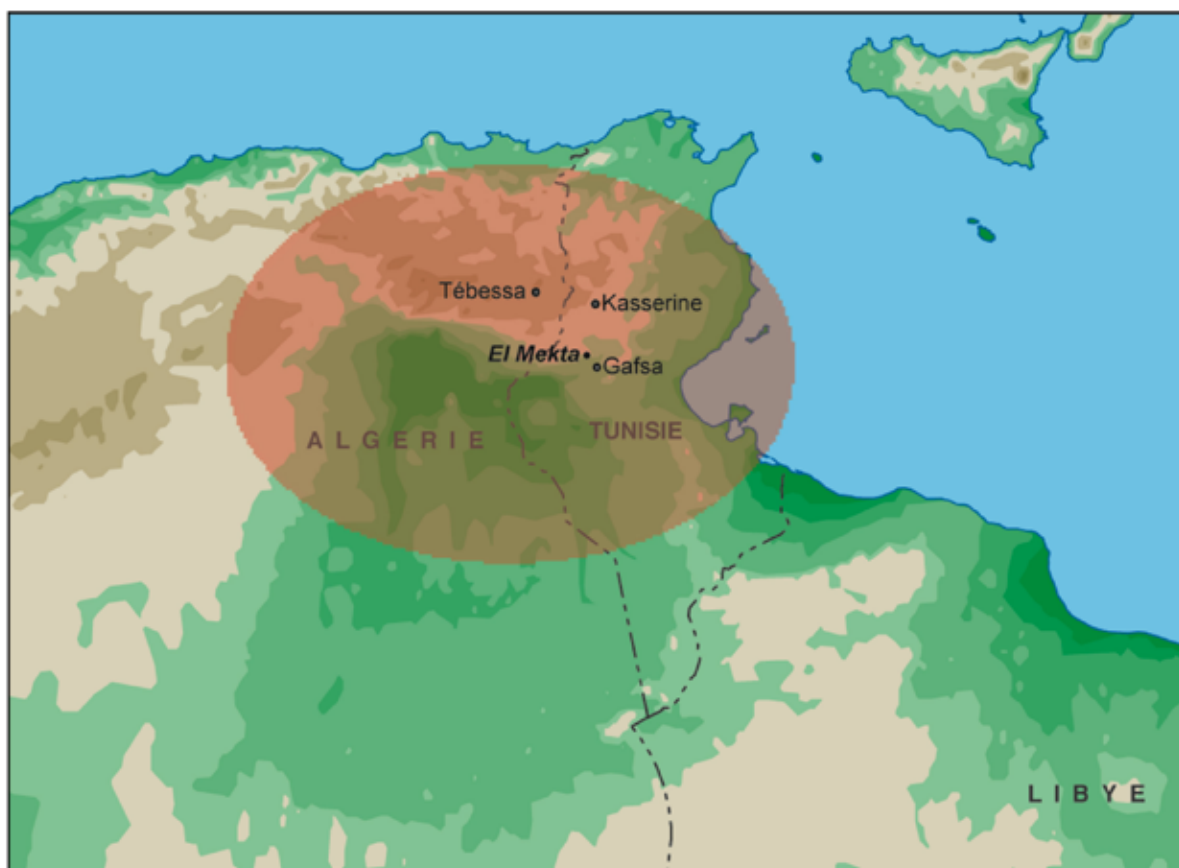 Tébessa
Kasserine
El Mekta
Gafsa
ALGERIE
TUNISIE
LIBYE